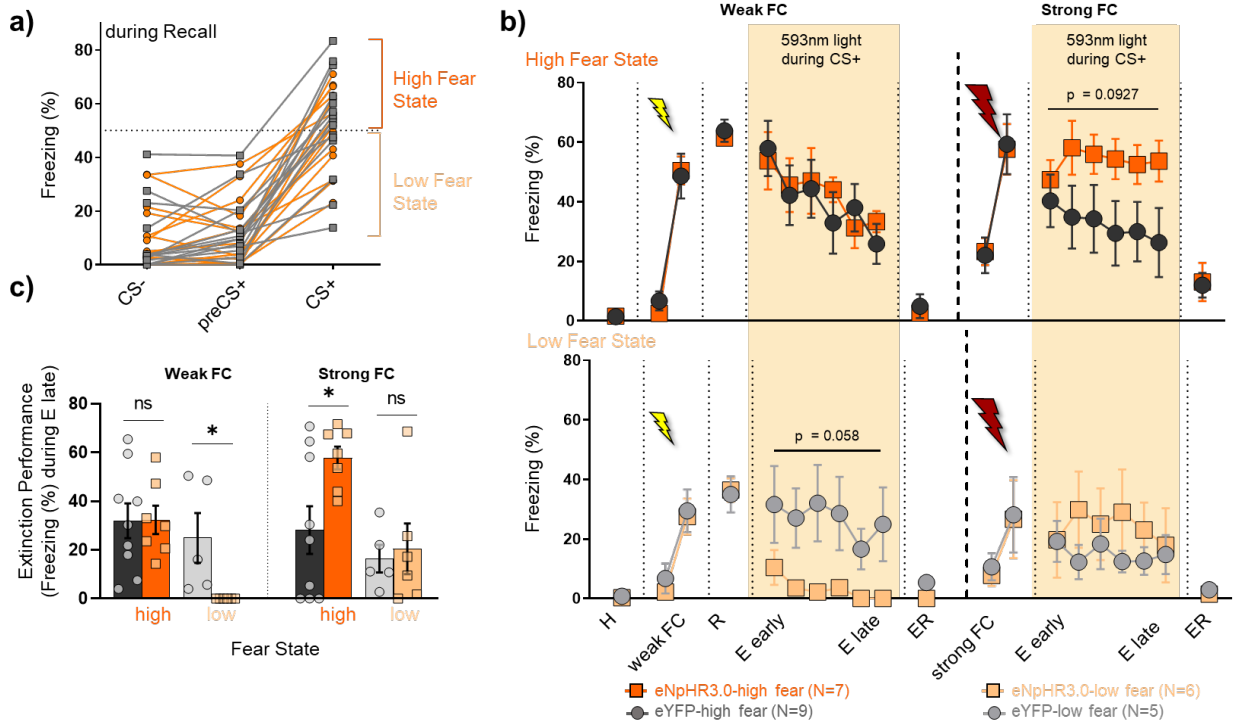 a)
during Recall
Freezing (%)
100
80
60
40
20
0
CS-
preCS+
CS+
High Fear
State
Low Fear
State
b)
Weak FC
Strong FC
High Fear State
593nm light
during CS+
593nm light
during CS+
p = 0.0927
Freezing (%)
80
60
40
20
0
Low Fear State
p = 0.058
Freezing (%)
80
60
40
20
0
H
weak FC
R
E early
E late
ER
strong FC
E early
E late
ER
eNpHR3.0-high fear (N=7)
eYFP-high fear (N=9)
eNpHR3.0-low fear (N=6)
eYFP-low fear (N=5)
c)
Weak FC
Strong FC
ns
*
*
ns
Extinction Performance
(Freezing (%) during E late)
80
60
40
20
0
high
low
high
low
Fear State